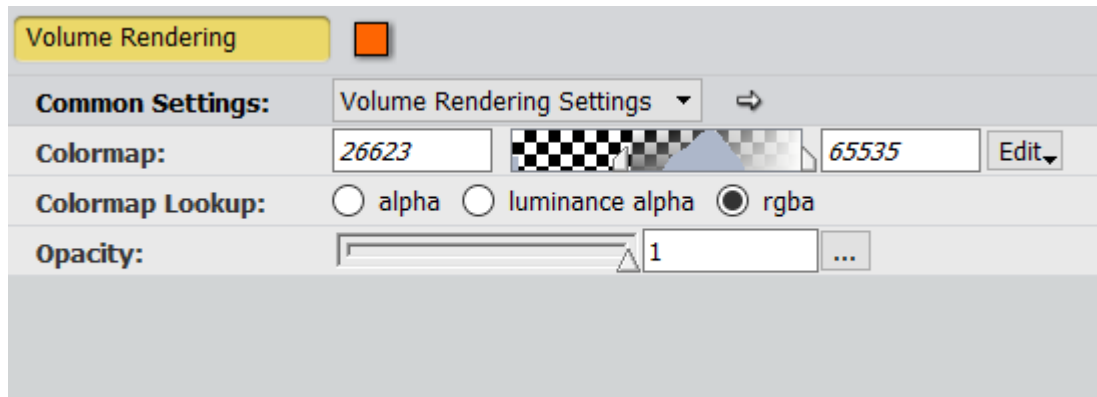 Volume Rendering
Common Settings: Volume Rendering Settings
Colormap: 26623 65535 Edit
Colormap Lookup: alpha luminance alpha rgba
Opacity: 1 ...